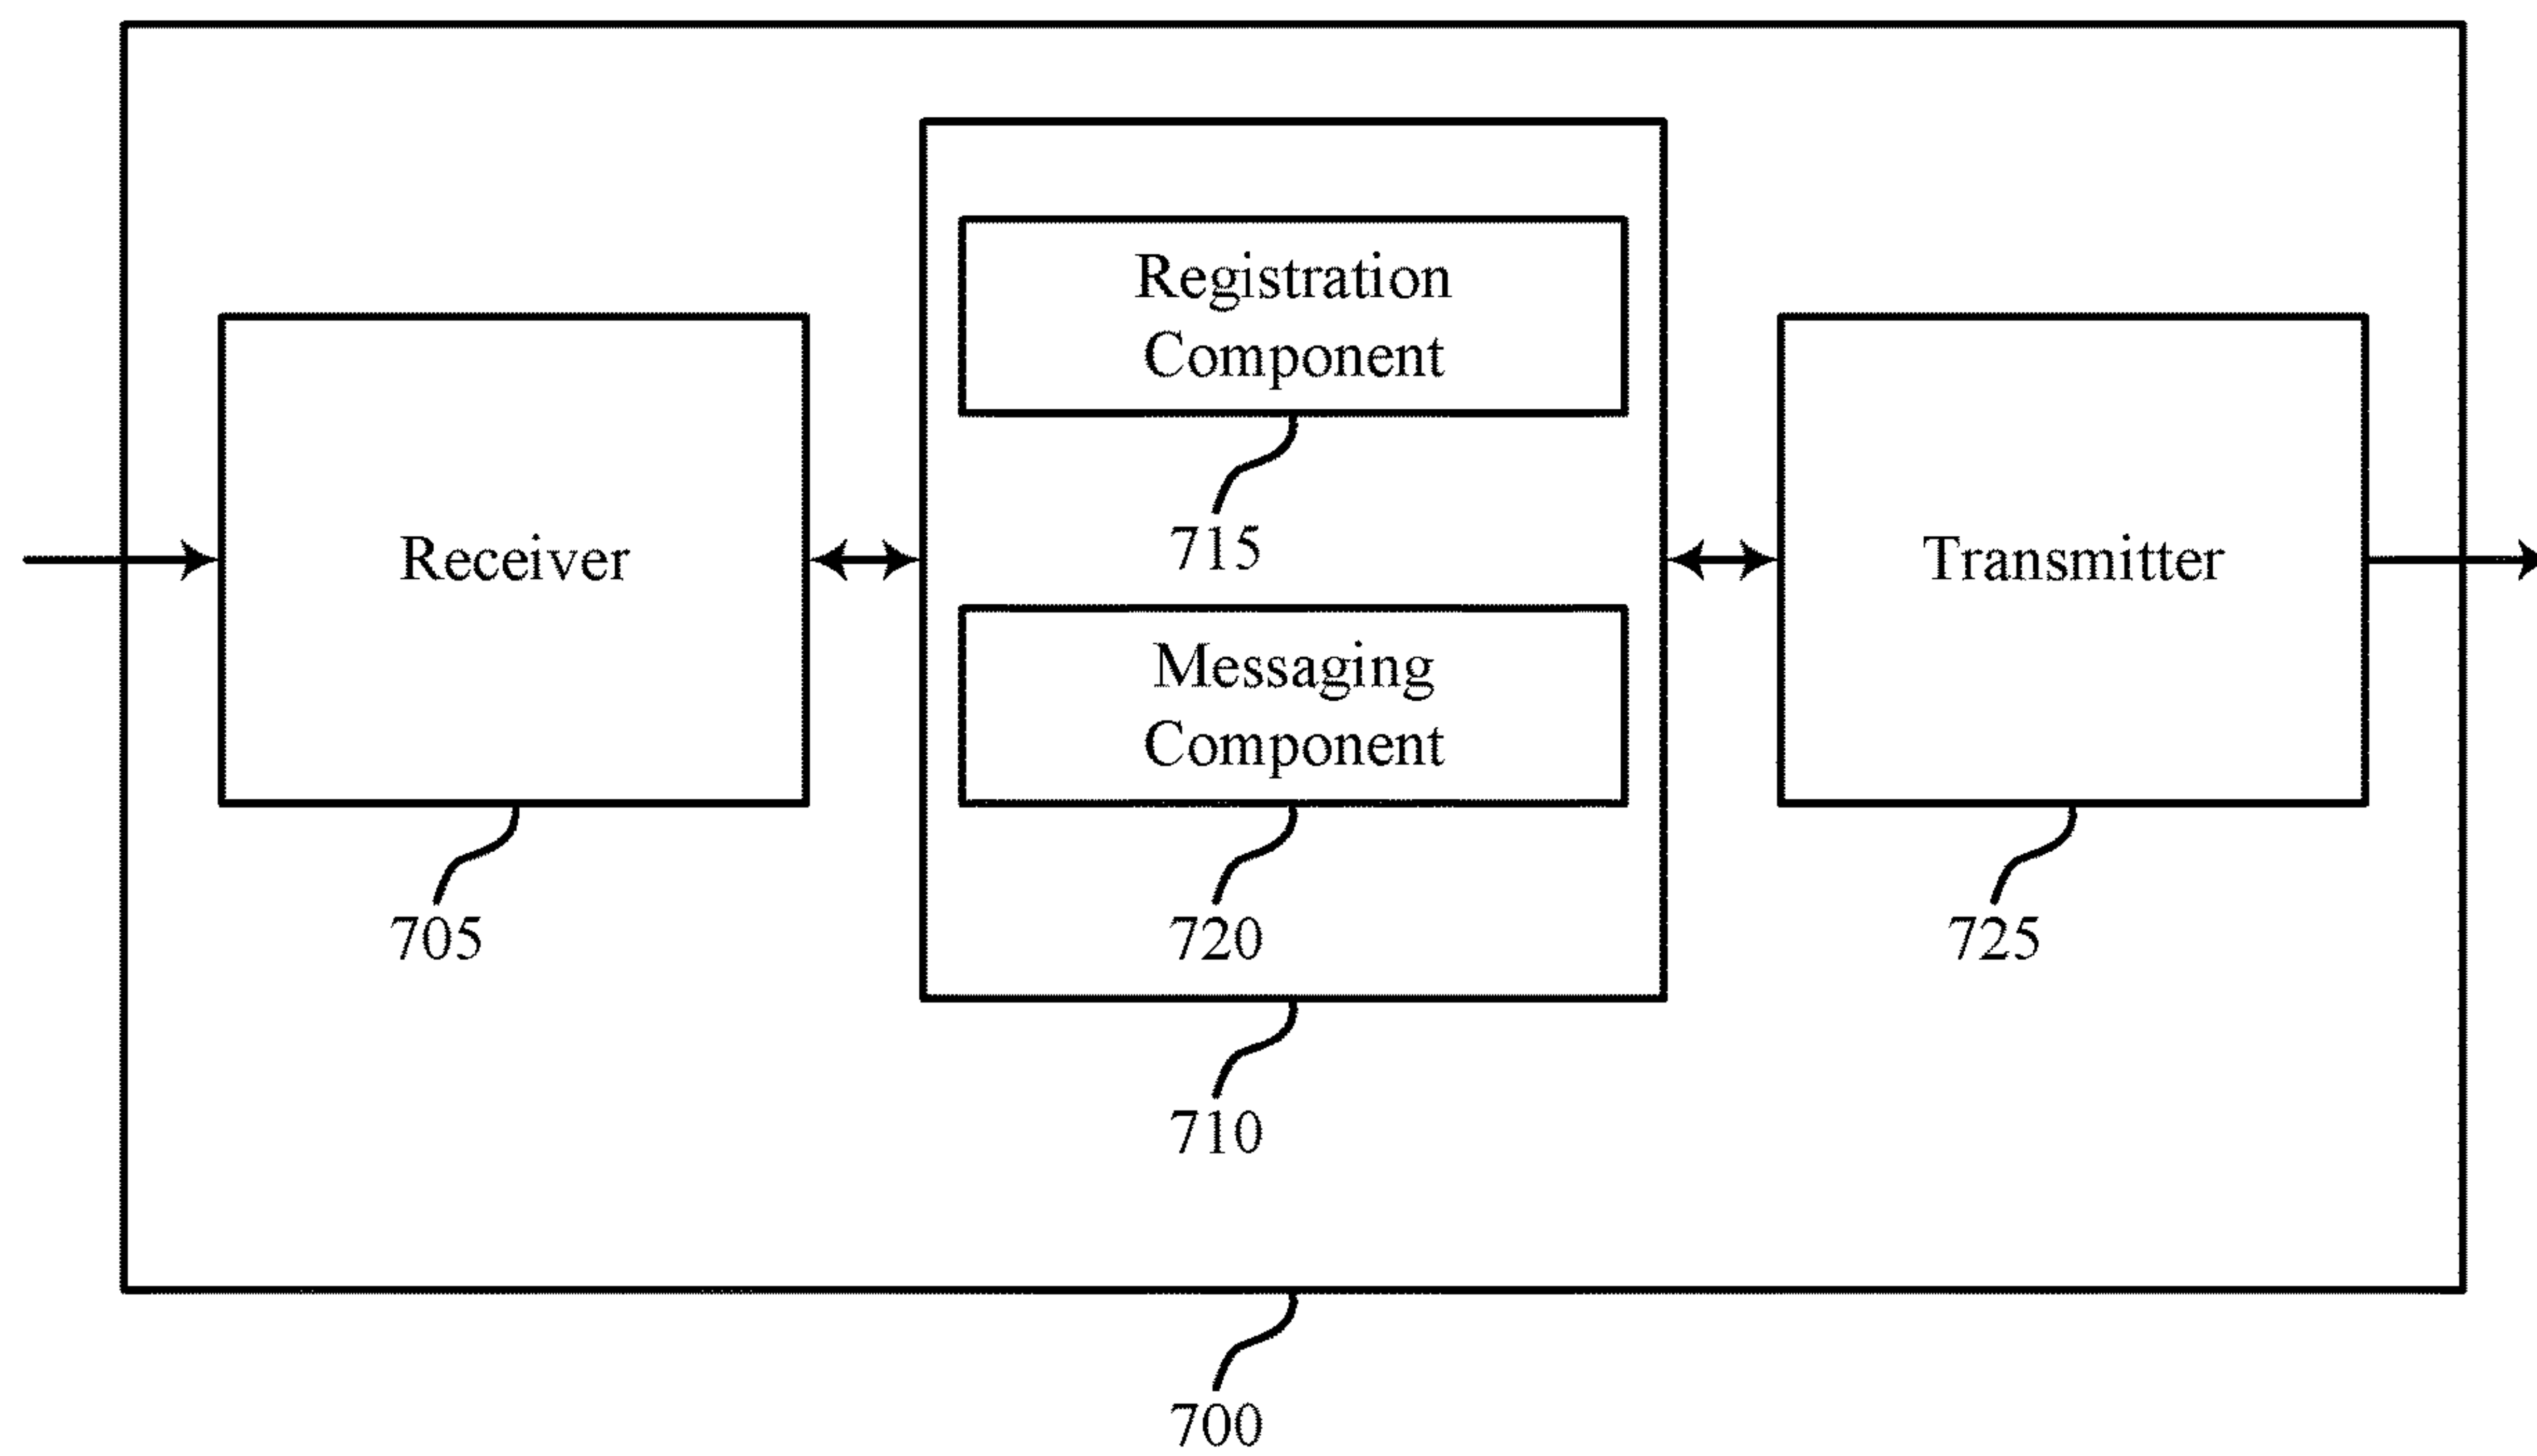 Registration
Component
715
Receiver
Transmitter
Messaging
Component
705
720
725
710
700